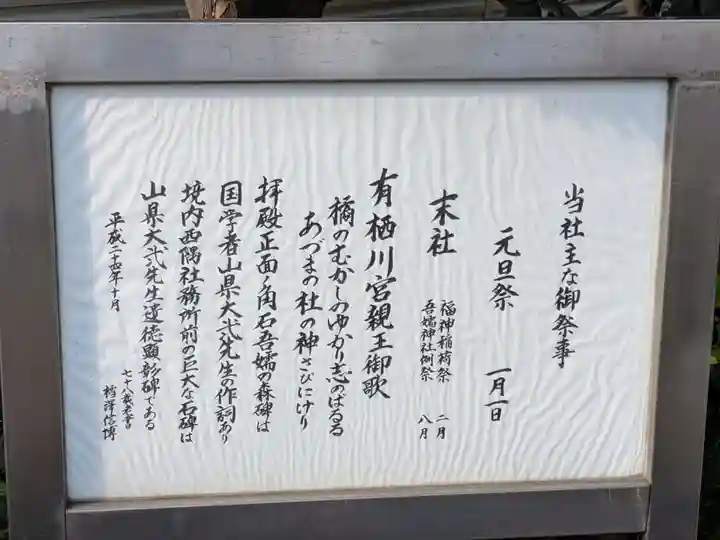 当社主な御祭事
元旦祭 一月一日
末社 福神稲荷祭 二月
吾嬬神社例祭 八月
有栖川宮親王御歌
橘のむかしのゆかり志のばるる
あづまの社の神さびにけり
拝殿正面ノ角石吾嬬の森碑は
国学者山県大弐先生の作詞あり
境内西隅社務所前の巨大な石碑は
山県大弐先生遺徳顕彰碑である
平成二十四年十月
七十八歳老書
樗澤信博